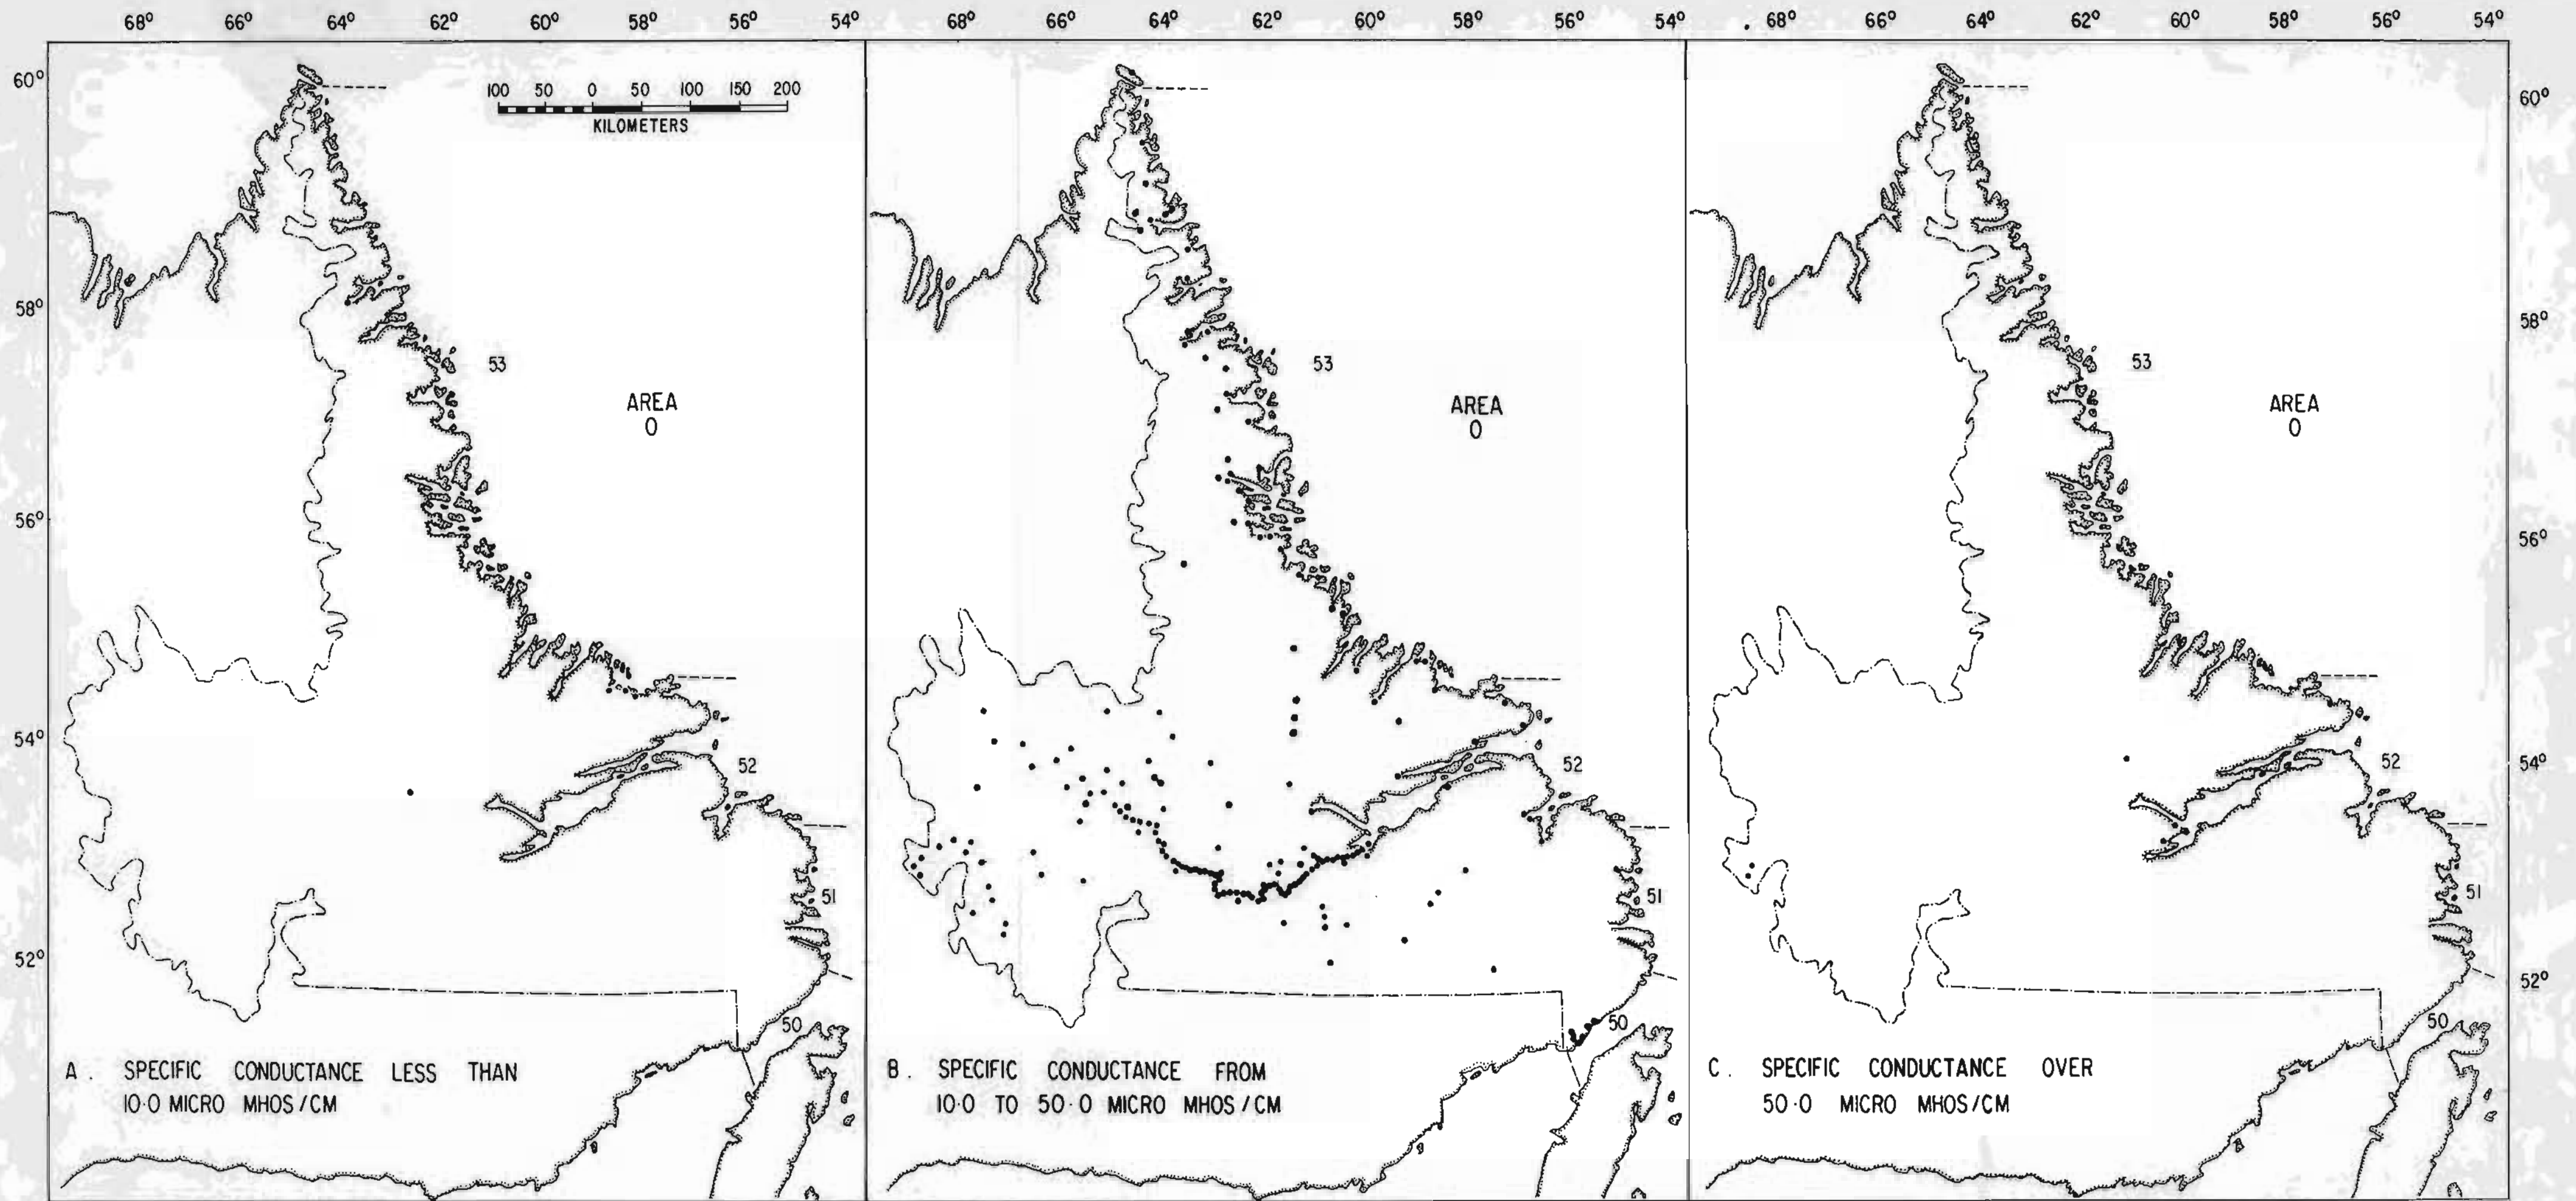 68° 66° 64° 62° 60° 58° 56° 54° 68° 66° 64° 62° 60° 58° 56° 54° 68° 66° 64° 62° 60° 58° 56° 54°
60° 60°
100 50 0 50 100 150 200
KILOMETERS
58° 58°
53 53 53
AREA AREA AREA
0 0 0
56° 56°
54° 54°
52 52 52
51 51 51
52° 52°
50 50 50
A. SPECIFIC CONDUCTANCE LESS THAN
10·0 MICRO MHOS/CM
B. SPECIFIC CONDUCTANCE FROM
10·0 TO 50·0 MICRO MHOS/CM
C. SPECIFIC CONDUCTANCE OVER
50·0 MICRO MHOS/CM